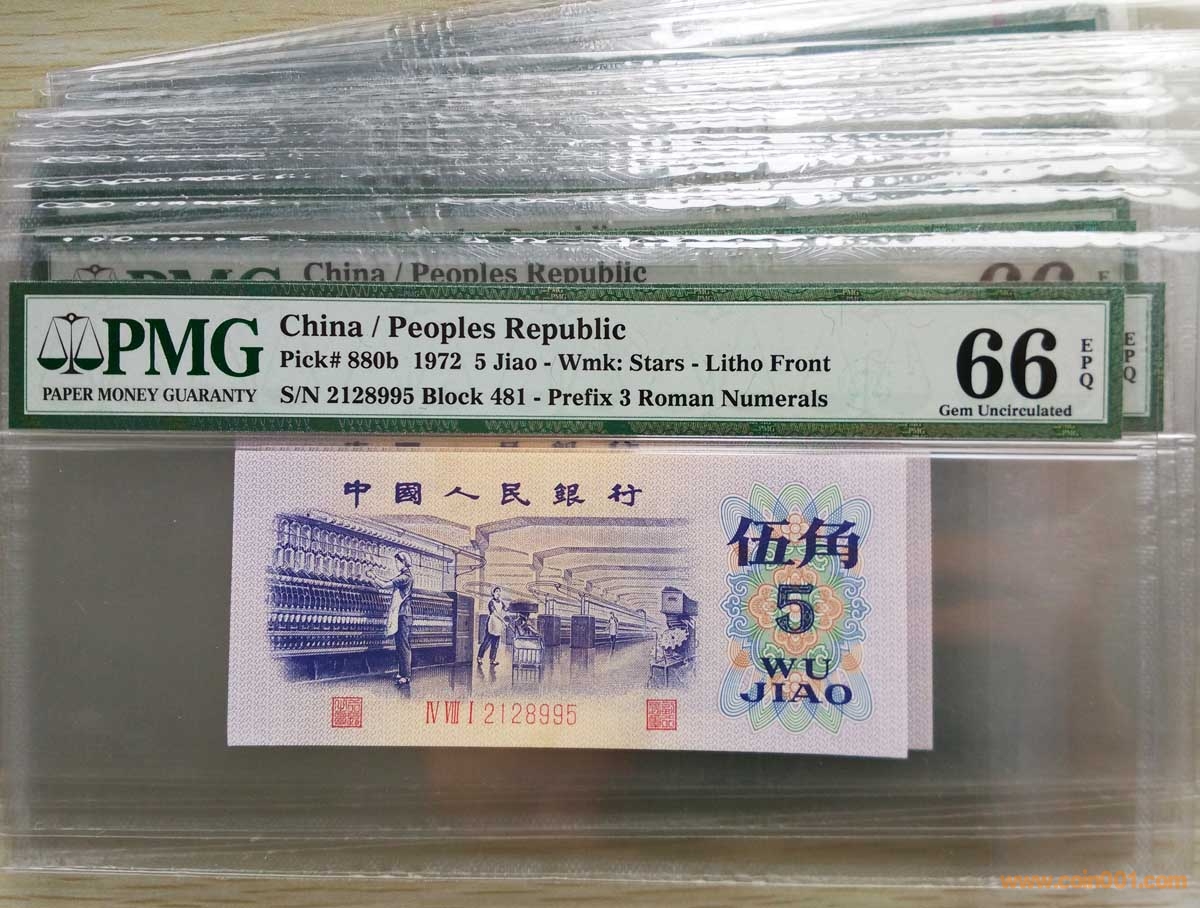 China / Peoples Republic
66
E
PMG
PAPER MONEY GUARANTY
China / Peoples Republic
Pick# 880b 1972 5 Jiao - Wmk: Stars - Litho Front
S/N 2128995 Block 481 - Prefix 3 Roman Numerals
66
Gem Uncirculated
EPQ
EPQ
中國人民銀行
伍角
5
WU
JIAO
IV VIII I 2128995
www.coin001.com